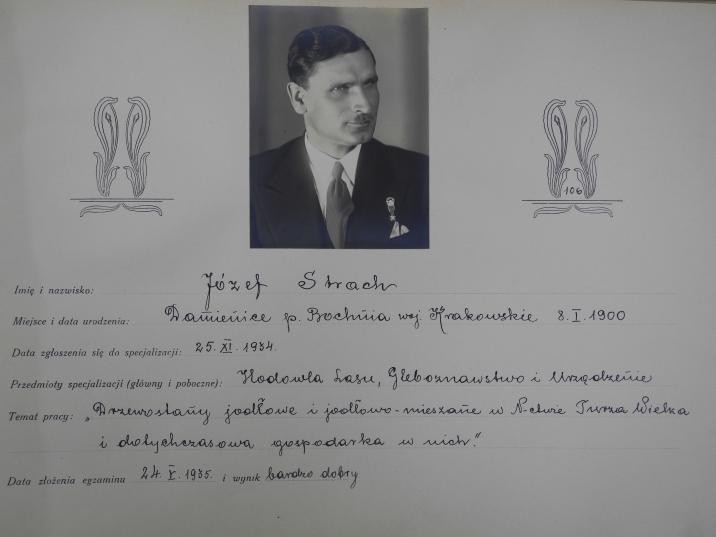 106
Imię i nazwisko: Józef Strach
Miejsce i data urodzenia: Damienice p. Bochnia woj. Krakowskie 8.I.1900
Data zgłoszenia się do specjalizacji: 25.XI.1934.
Przedmioty specjalizacji (główny i poboczne): Hodowla Lasu, Gleboznawstwo i Urządzenie
Temat pracy: „Drzewostany jodłowe i jodłowo-mieszane w N-ctwie Turza Wielka
i dotychczasowa gospodarka w nich."
Data złożenia egzaminu 24.X.1935. i wynik bardzo dobry